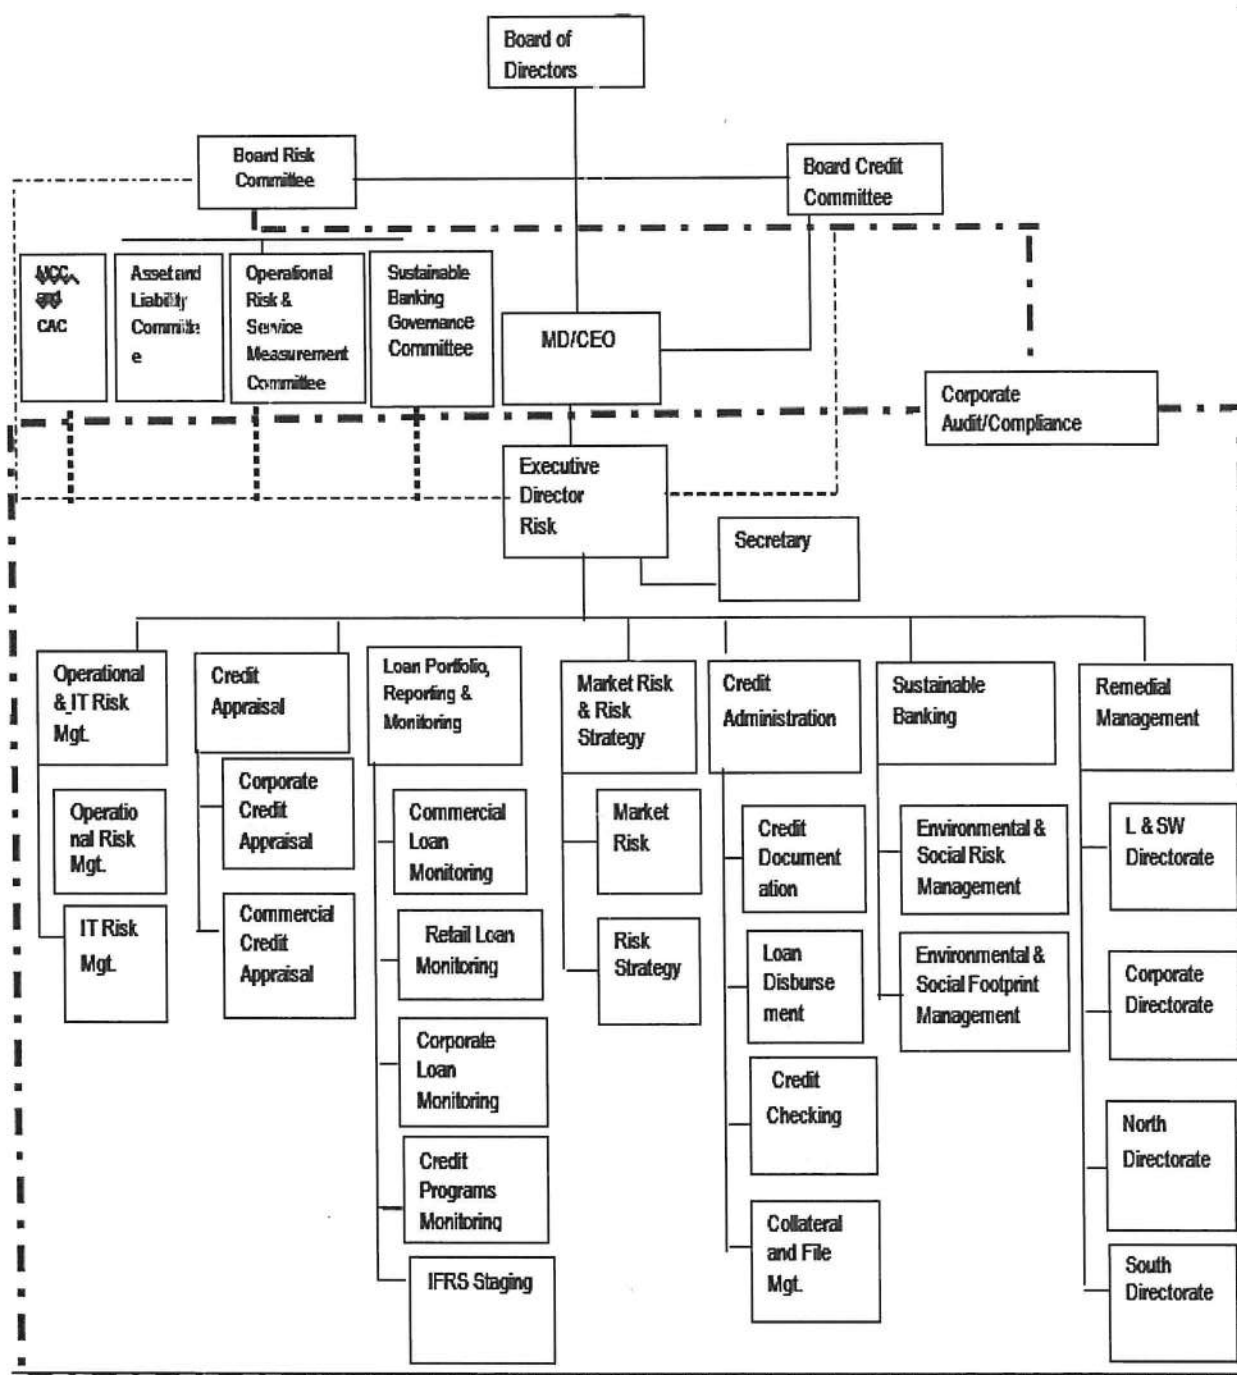 Board of
Directors
Board Risk
Committee
Board Credit
Committee
MCC
and
CAC
Asset and
Liability
Committe
e
Operational
Risk &
Service
Measurement
Committee
Sustainable
Banking
Governance
Committee
MD/CEO
Corporate
Audit/Compliance
Executive
Director
Risk
Secretary
Operational
& IT Risk
Mgt.
Credit
Appraisal
Loan Portfolio,
Reporting &
Monitoring
Market Risk
& Risk
Strategy
Credit
Administration
Sustainable
Banking
Remedial
Management
Operatio
nal Risk
Mgt.
IT Risk
Mgt.
Corporate
Credit
Appraisal
Commercial
Credit
Appraisal
Commercial
Loan
Monitoring
Retail Loan
Monitoring
Corporate
Loan
Monitoring
Credit
Programs
Monitoring
IFRS Staging
Market
Risk
Risk
Strategy
Credit
Document
ation
Loan
Disburse
ment
Credit
Checking
Collateral
and File
Mgt.
Environmental &
Social Risk
Management
Environmental &
Social Footprint
Management
L & SW
Directorate
Corporate
Directorate
North
Directorate
South
Directorate